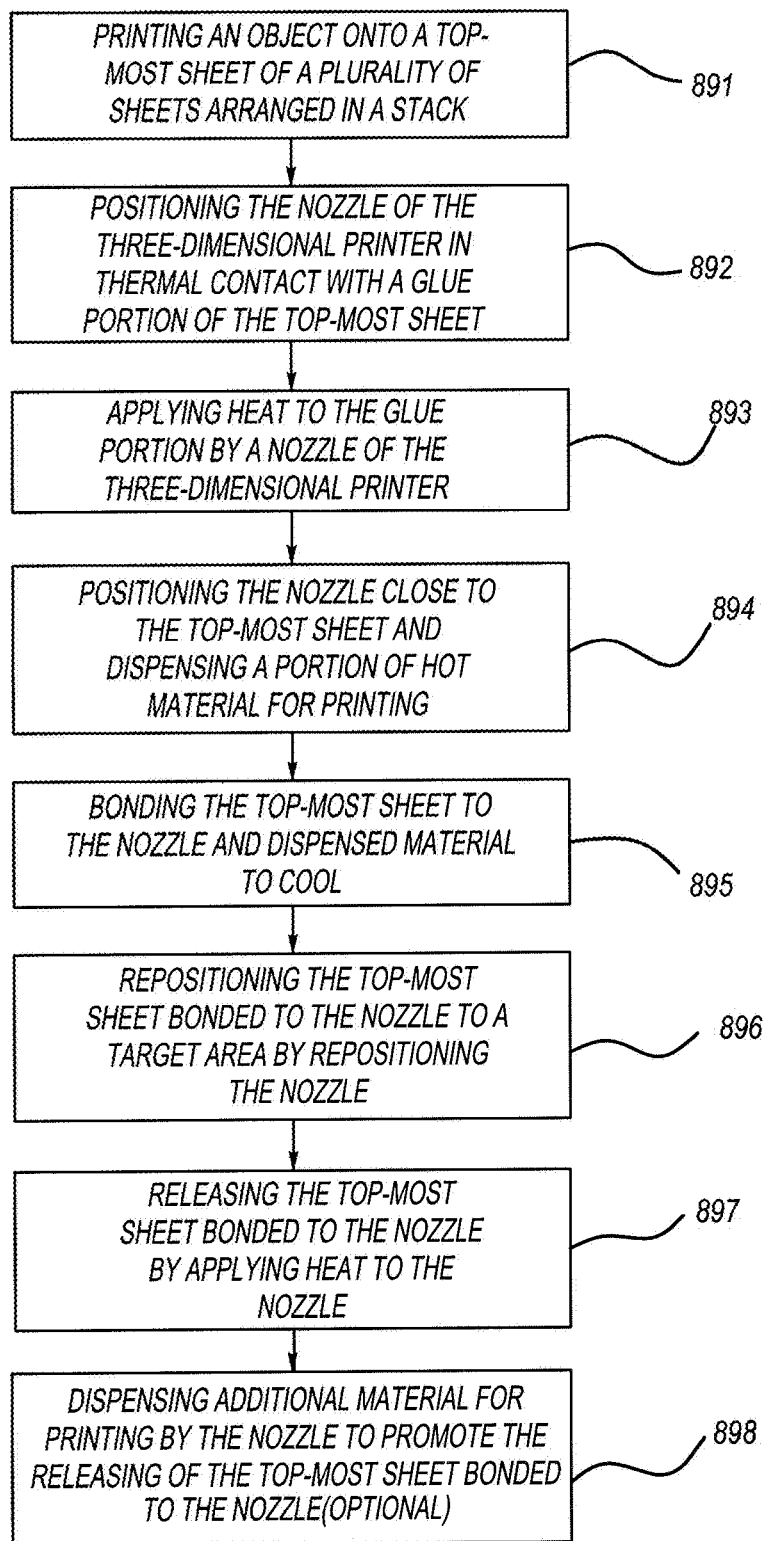 PRINTING AN OBJECT ONTO A TOP-
MOST SHEET OF A PLURALITY OF
SHEETS ARRANGED IN A STACK
891
POSITIONING THE NOZZLE OF THE
THREE-DIMENSIONAL PRINTER IN
THERMAL CONTACT WITH A GLUE
PORTION OF THE TOP-MOST SHEET
892
APPLYING HEAT TO THE GLUE
PORTION BY A NOZZLE OF THE
THREE-DIMENSIONAL PRINTER
893
POSITIONING THE NOZZLE CLOSE TO
THE TOP-MOST SHEET AND
DISPENSING A PORTION OF HOT
MATERIAL FOR PRINTING
894
BONDING THE TOP-MOST SHEET TO
THE NOZZLE AND DISPENSED MATERIAL
TO COOL
895
REPOSITIONING THE TOP-MOST
SHEET BONDED TO THE NOZZLE TO A
TARGET AREA BY REPOSITIONING
THE NOZZLE
896
RELEASING THE TOP-MOST
SHEET BONDED TO THE NOZZLE
BY APPLYING HEAT TO THE
NOZZLE
897
DISPENSING ADDITIONAL MATERIAL FOR
PRINTING BY THE NOZZLE TO PROMOTE THE
RELEASING OF THE TOP-MOST SHEET BONDED
TO THE NOZZLE(OPTIONAL)
898